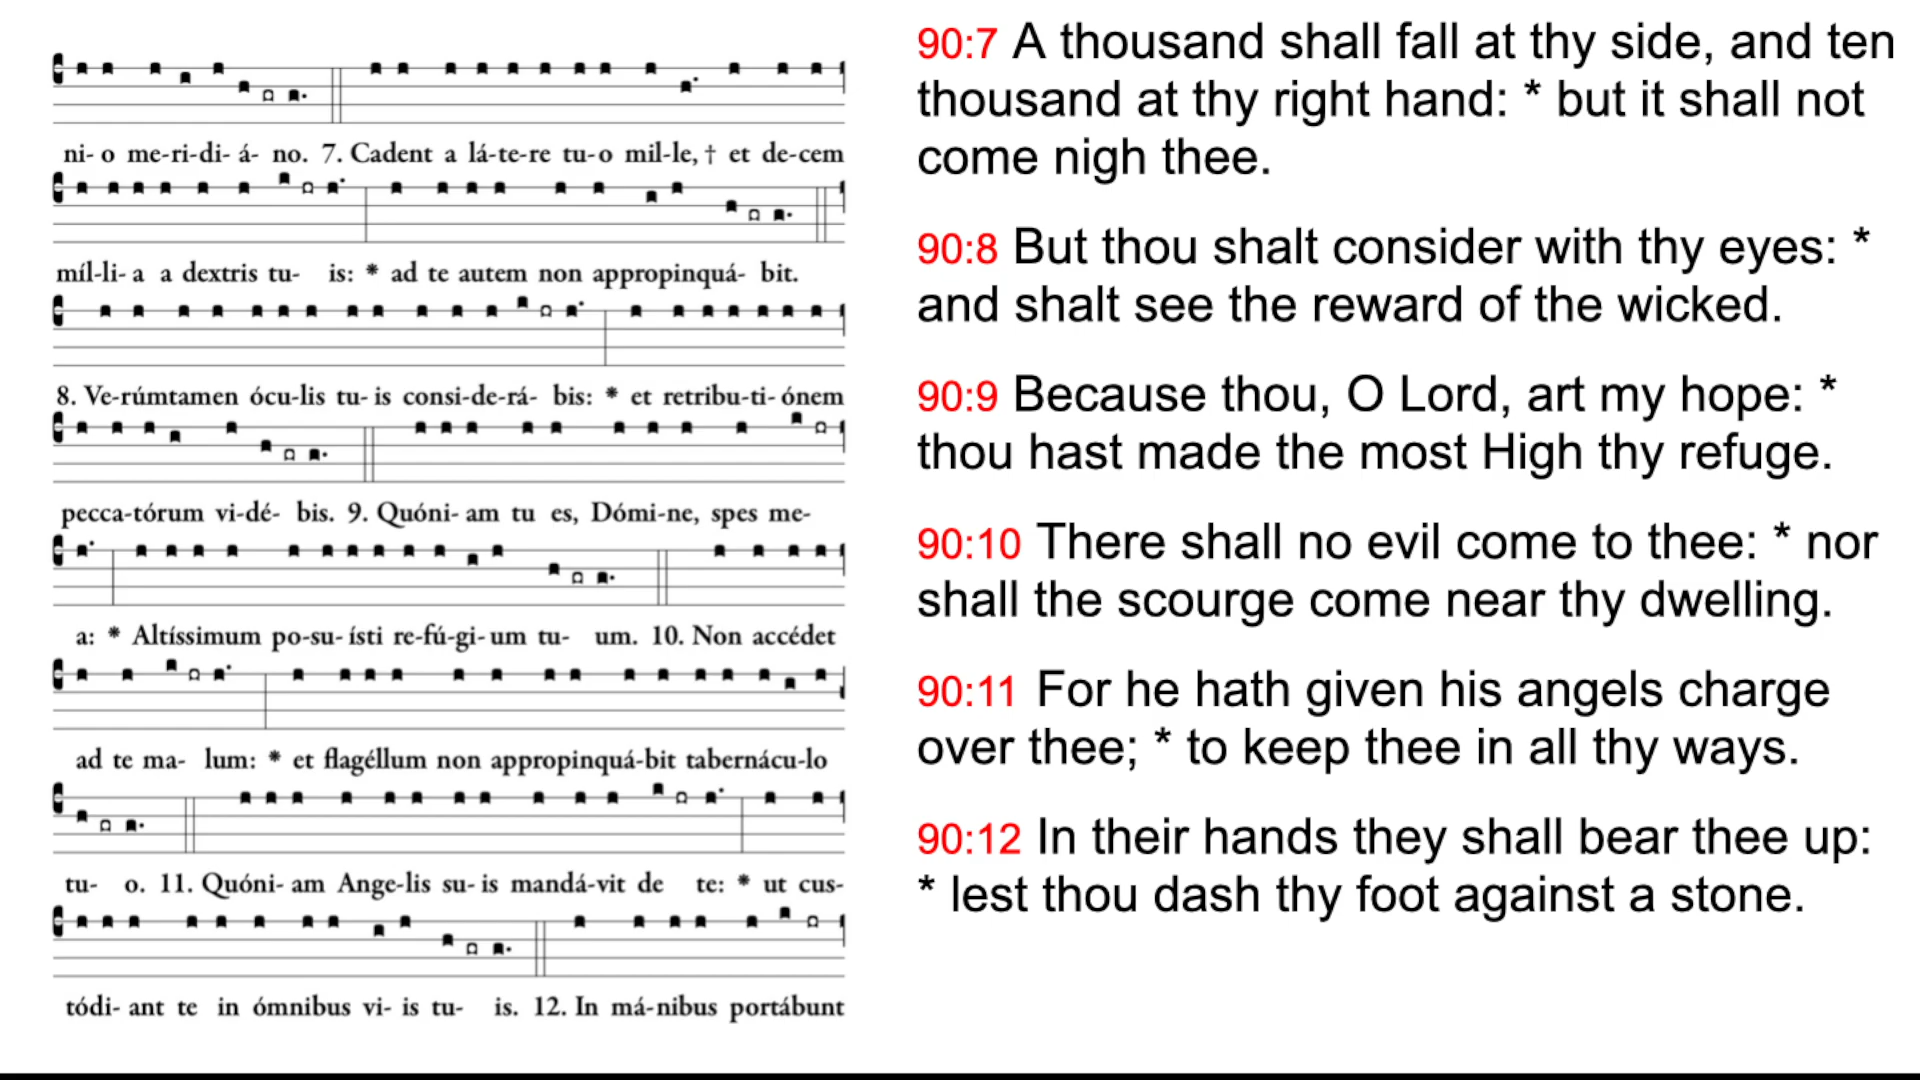 ni- o me-ri-di- á- no. 7. Cadent a lá-te-re tu-o mil-le, † et de-cem
míl-li- a a dextris tu- is: * ad te autem non appropinquá- bit.
8. Ve-rúmtamen ócu-lis tu- is consi-de-rá- bis: * et retribu-ti-ónem
pecca-tórum vi-dé- bis. 9. Quóni- am tu es, Dómi-ne, spes me-
a: * Altíssimum po-su-ísti re-fú-gi-um tu- um. 10. Non accédet
ad te ma- lum: * et flagéllum non appropinquá-bit tabernácu-lo
tu- o. 11. Quóni- am Ange-lis su- is mandá-vit de te: * ut cus-
tódi- ant te in ómnibus vi- is tu- is. 12. In má-nibus portábunt
90:7 A thousand shall fall at thy side, and ten
thousand at thy right hand: * but it shall not
come nigh thee.
90:8 But thou shalt consider with thy eyes: *
and shalt see the reward of the wicked.
90:9 Because thou, O Lord, art my hope: *
thou hast made the most High thy refuge.
90:10 There shall no evil come to thee: * nor
shall the scourge come near thy dwelling.
90:11 For he hath given his angels charge
over thee; * to keep thee in all thy ways.
90:12 In their hands they shall bear thee up:
* lest thou dash thy foot against a stone.